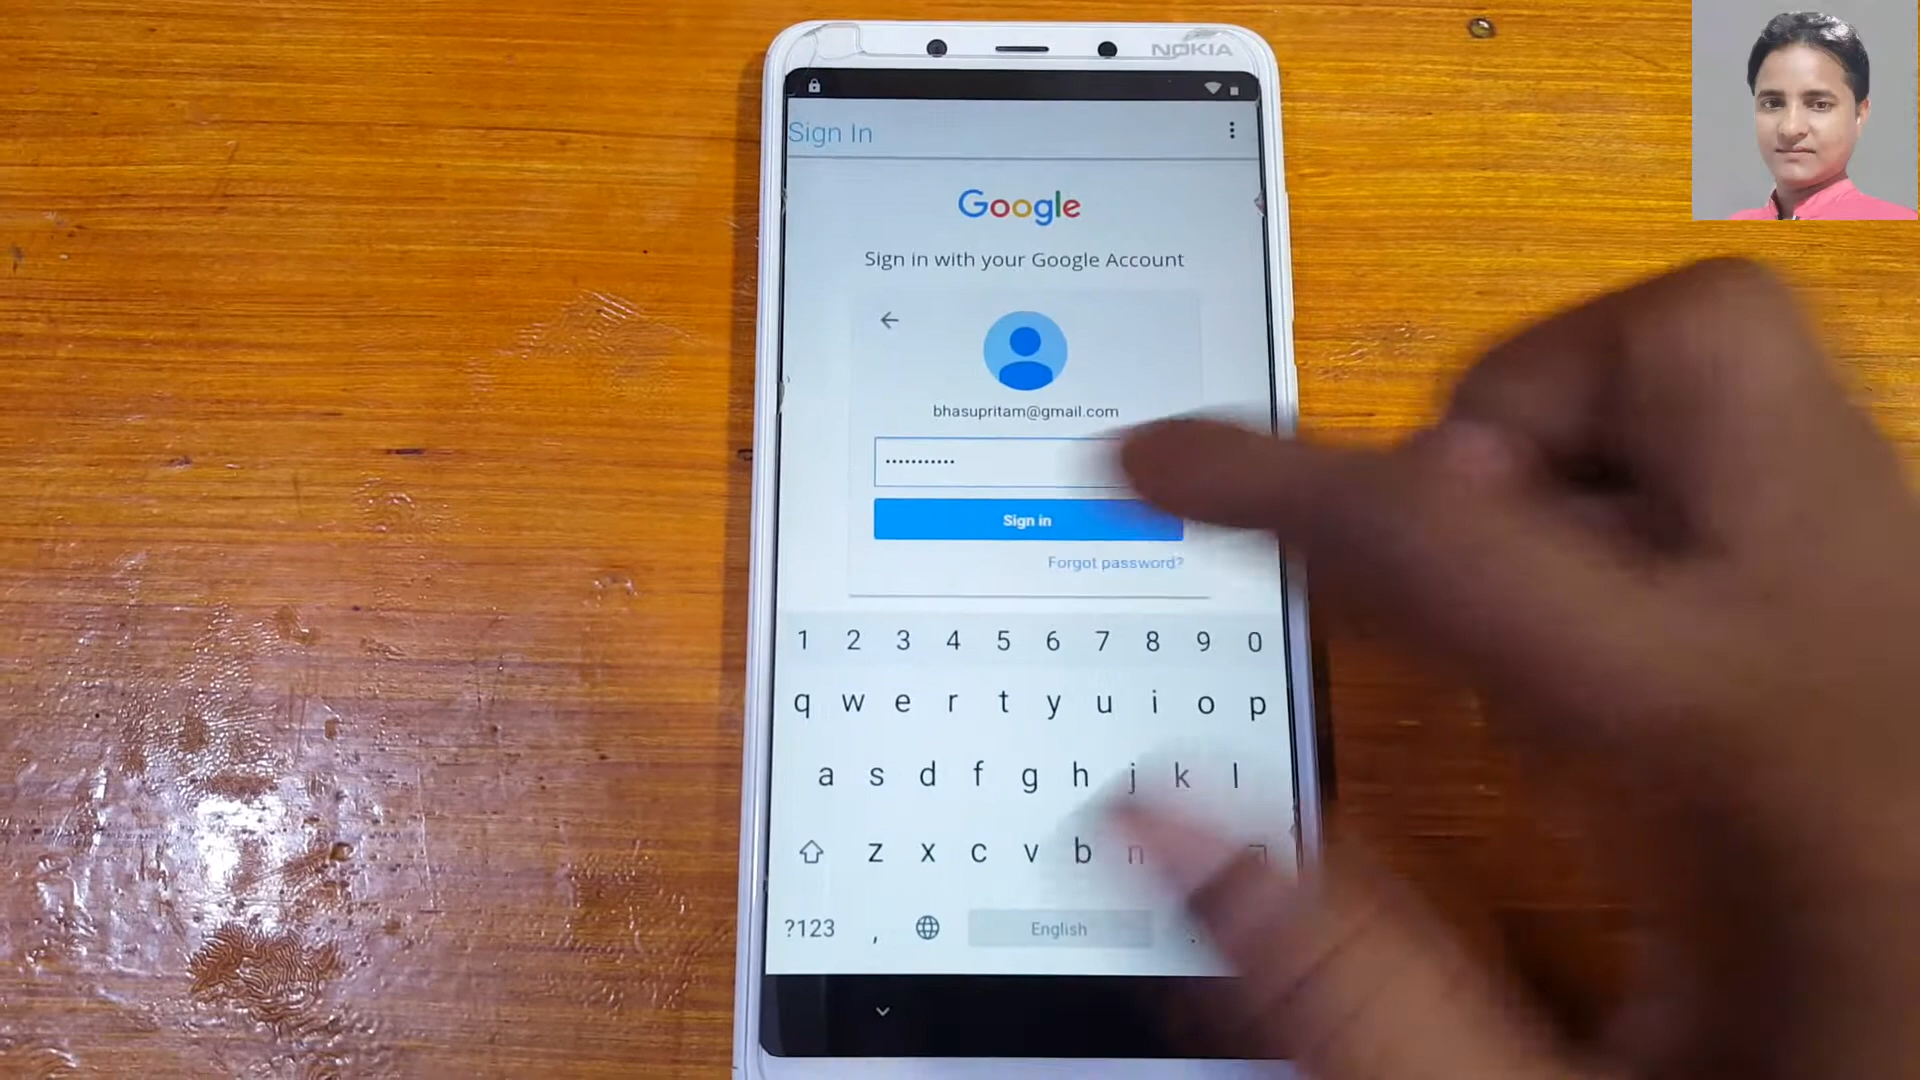 NOKIA
Sign In
Google
Sign in with your Google Account
bhasupritam@gmail.com
Sign in
Forgot password?
1 2 3 4 5 6 7 8 9 0
q w e r t y u i o p
a s d f g h j k l
z x c v b n
?123 , English .